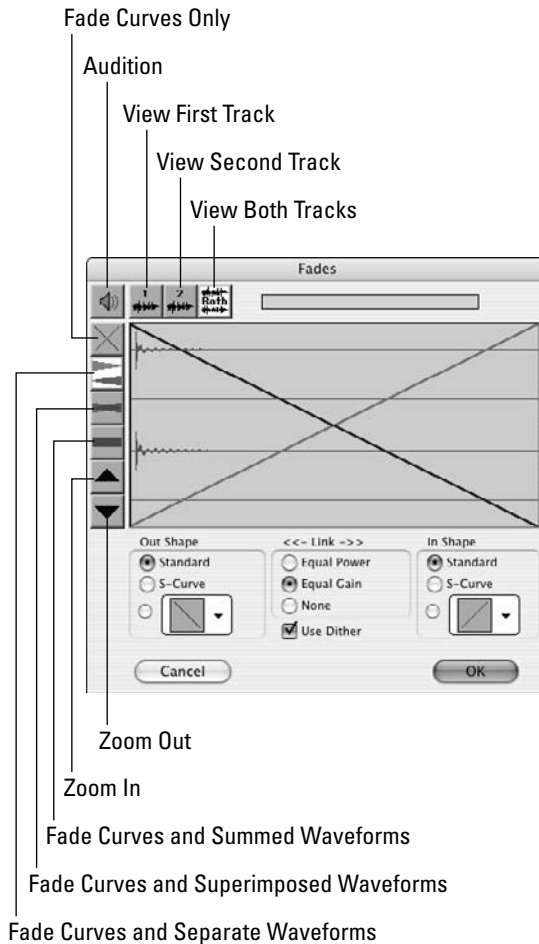 Fade Curves Only
Audition
View First Track
View Second Track
View Both Tracks
Fades
1
2
Both
Out Shape
<<- Link ->>
In Shape
Standard
Equal Power
Standard
S-Curve
Equal Gain
S-Curve
None
Use Dither
Cancel
OK
Zoom Out
Zoom In
Fade Curves and Summed Waveforms
Fade Curves and Superimposed Waveforms
Fade Curves and Separate Waveforms